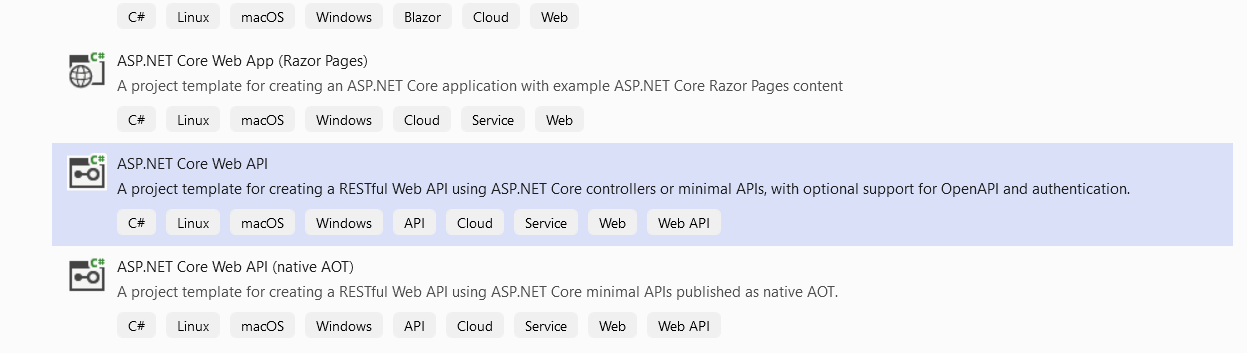 C# Linux macOS Windows Blazor Cloud Web
C#
ASP.NET Core Web App (Razor Pages)
A project template for creating an ASP.NET Core application with example ASP.NET Core Razor Pages content
C# Linux macOS Windows Cloud Service Web
C#
ASP.NET Core Web API
A project template for creating a RESTful Web API using ASP.NET Core controllers or minimal APIs, with optional support for OpenAPI and authentication.
C# Linux macOS Windows API Cloud Service Web Web API
C#
ASP.NET Core Web API (native AOT)
A project template for creating a RESTful Web API using ASP.NET Core minimal APIs published as native AOT.
C# Linux macOS Windows API Cloud Service Web Web API